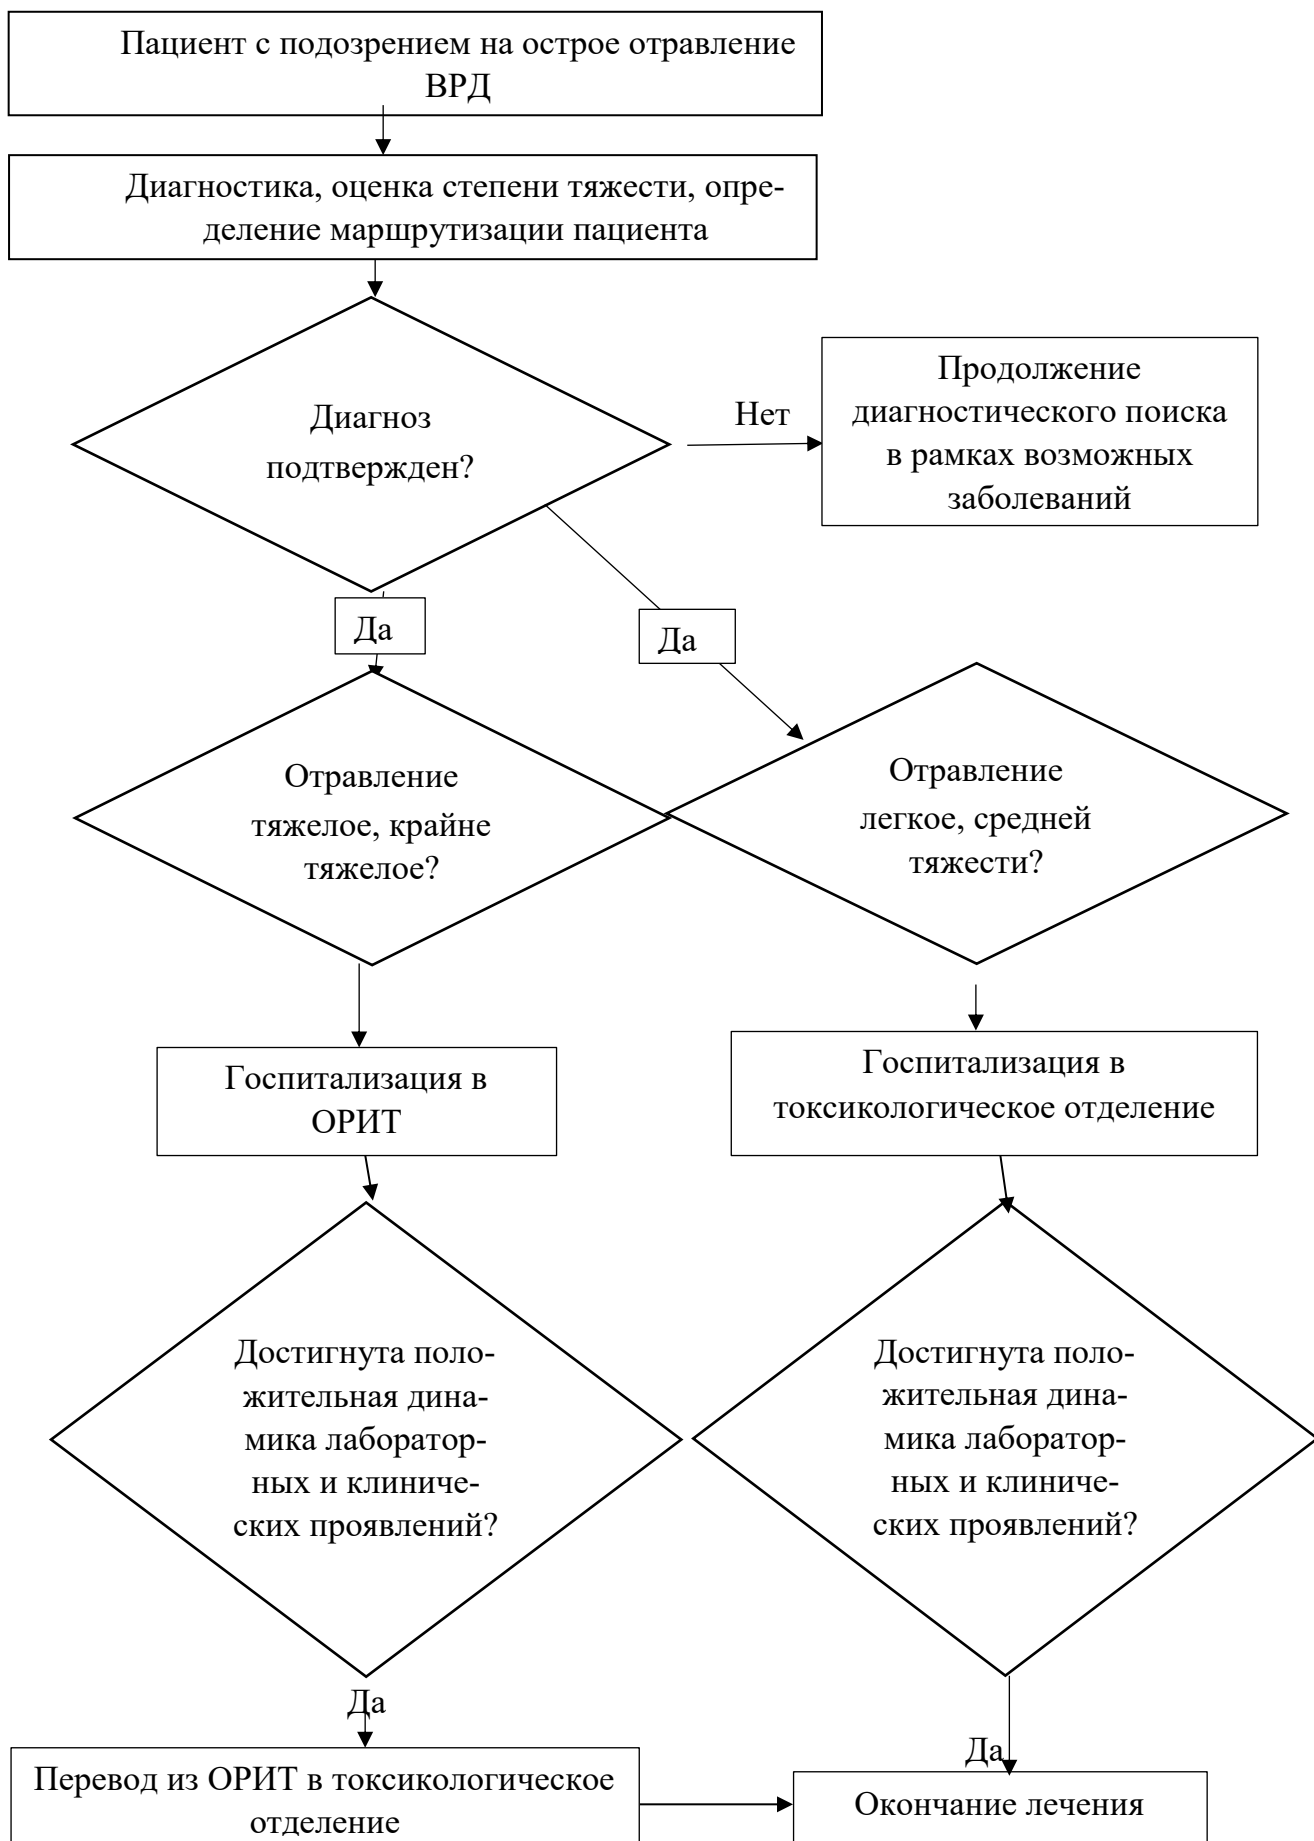 Пациент с подозрением на острое отравление
ВРД
Диагностика, оценка степени тяжести, опре-
деление маршрутизации пациента
Диагноз
подтвержден?
Нет
Продолжение
диагностического поиска
в рамках возможных
заболеваний
Да
Да
Отравление
тяжелое, крайне
тяжелое?
Отравление
легкое, средней
тяжести?
Госпитализация в
ОРИТ
Госпитализация в
токсикологическое отделение
Достигнута поло-
жительная дина-
мика лаборатор-
ных и клиниче-
ских проявлений?
Достигнута поло-
жительная дина-
мика лаборатор-
ных и клиниче-
ских проявлений?
Да
Да
Перевод из ОРИТ в токсикологическое
отделение
Окончание лечения